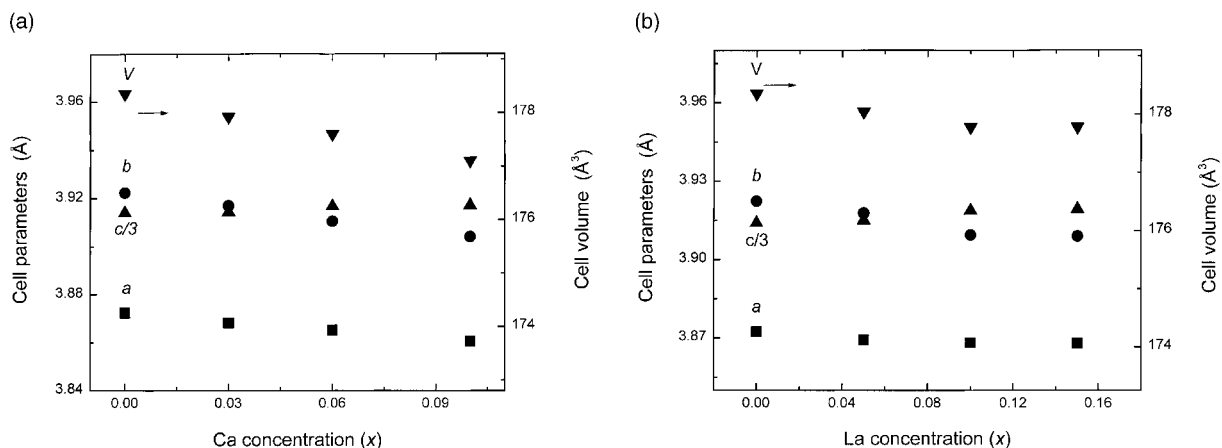 (a)
Cell parameters (Å)
3.96
3.92
3.88
3.84
V
b
c/3
a
178
176
174
Cell volume (Å³)
0.00
0.03
0.06
0.09
Ca concentration (x)
(b)
Cell parameters (Å)
3.96
3.93
3.90
3.87
V
b
c/3
a
178
176
174
Cell volume (Å³)
0.00
0.04
0.08
0.12
0.16
La concentration (x)